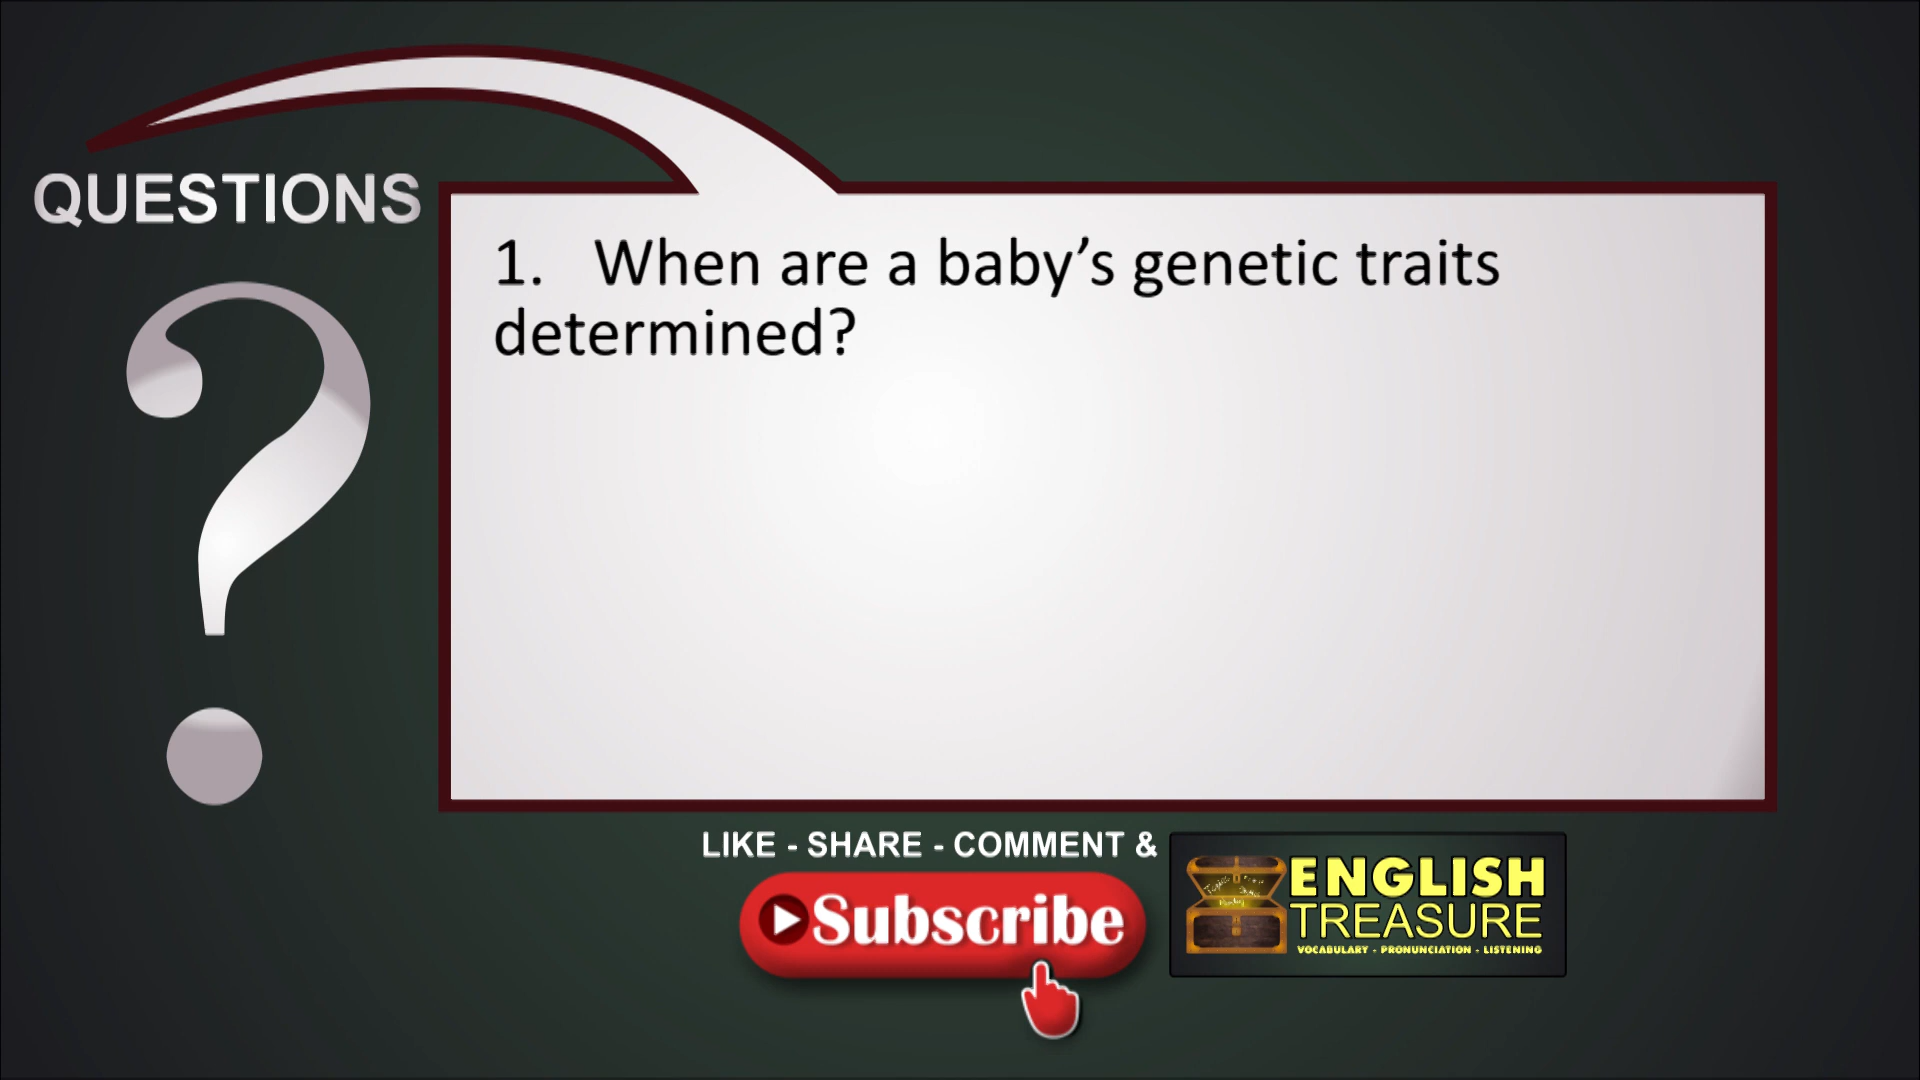 QUESTIONS
1. When are a baby’s genetic traits
determined?
LIKE - SHARE - COMMENT &
Subscribe
ENGLISH
TREASURE
VOCABULARY - PRONUNCIATION - LISTENING